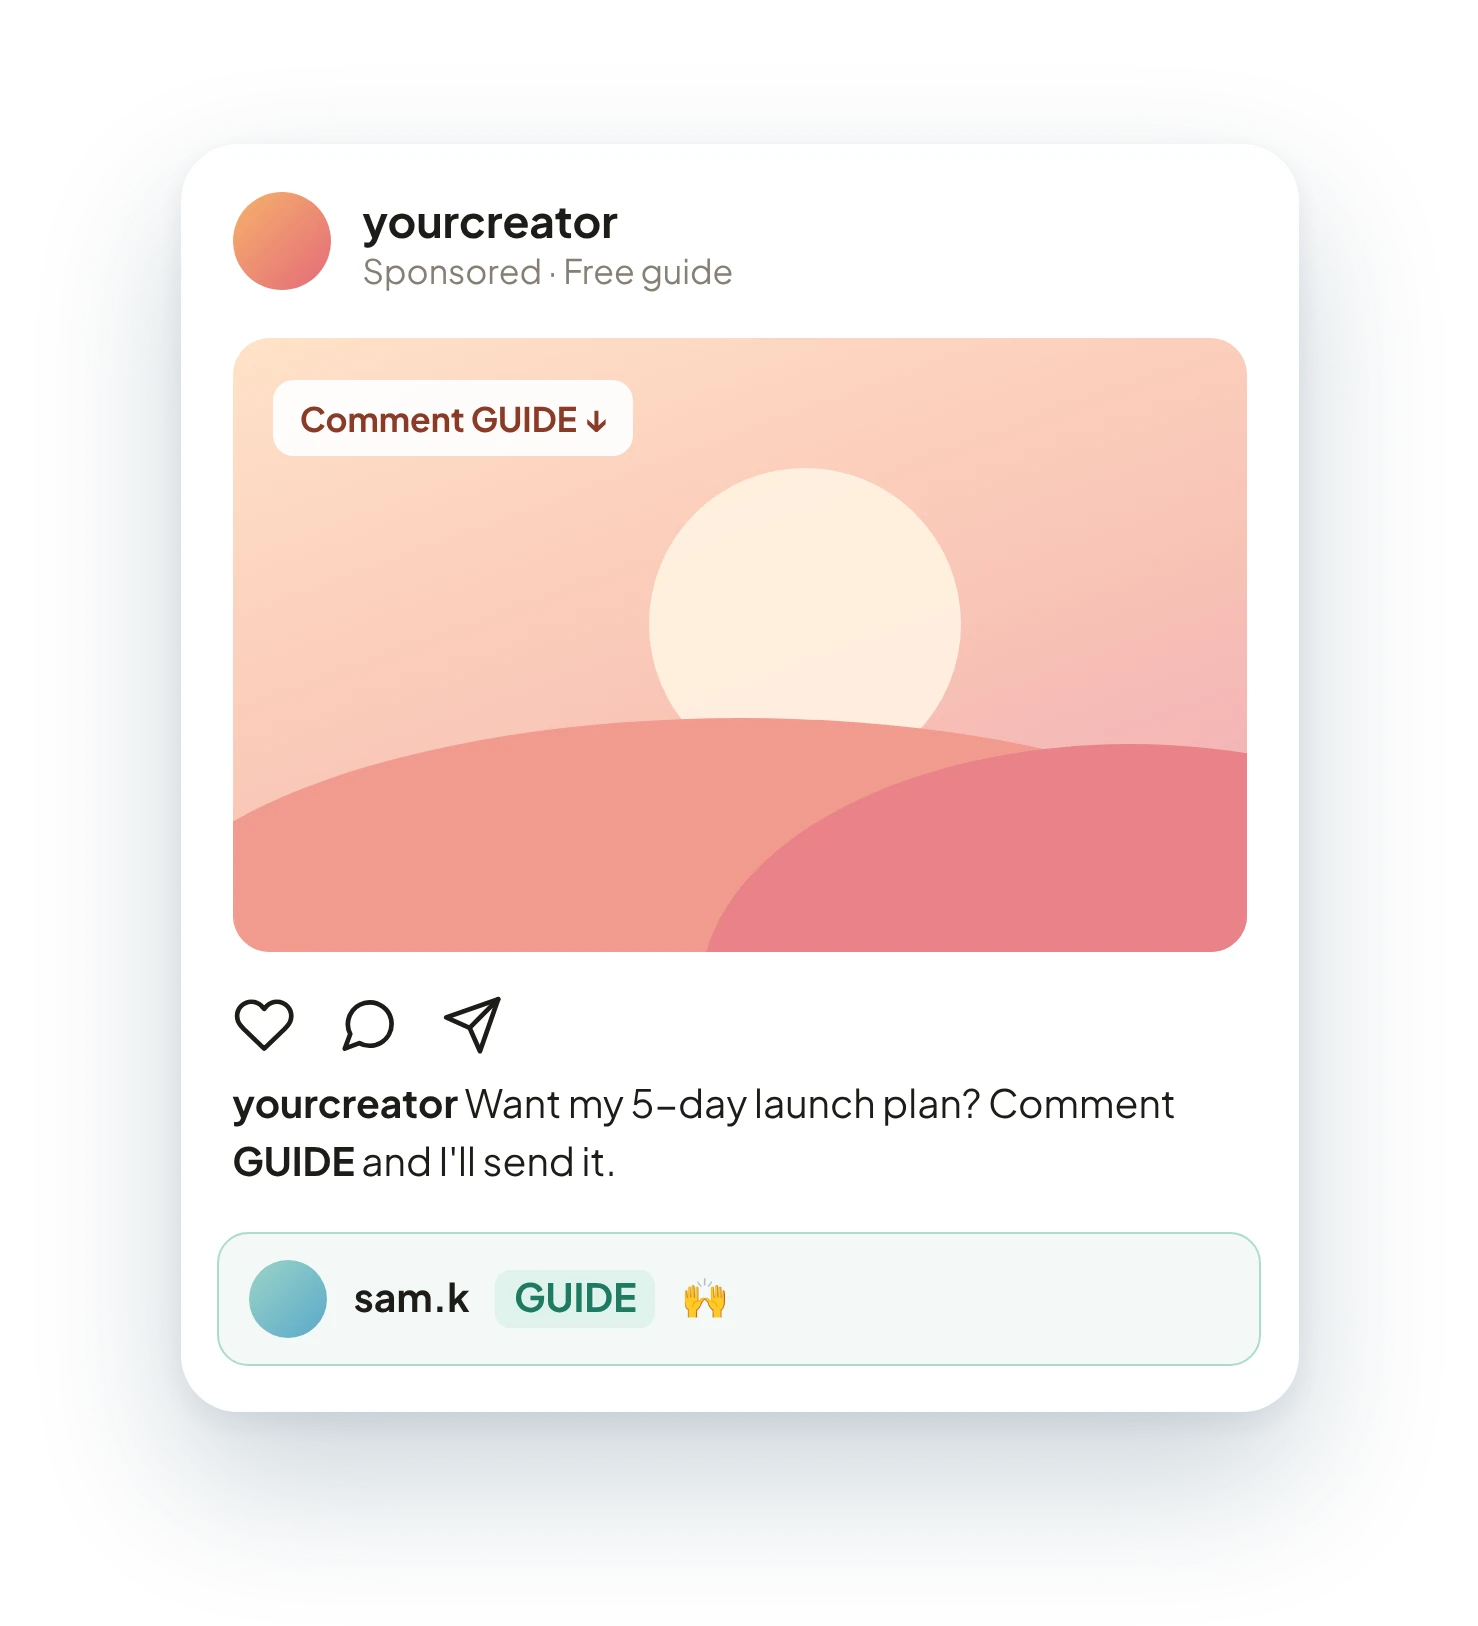 yourcreator
Sponsored · Free guide
Comment GUIDE ↓
yourcreator Want my 5–day launch plan? Comment
GUIDE and I'll send it.
sam.k GUIDE 🙌